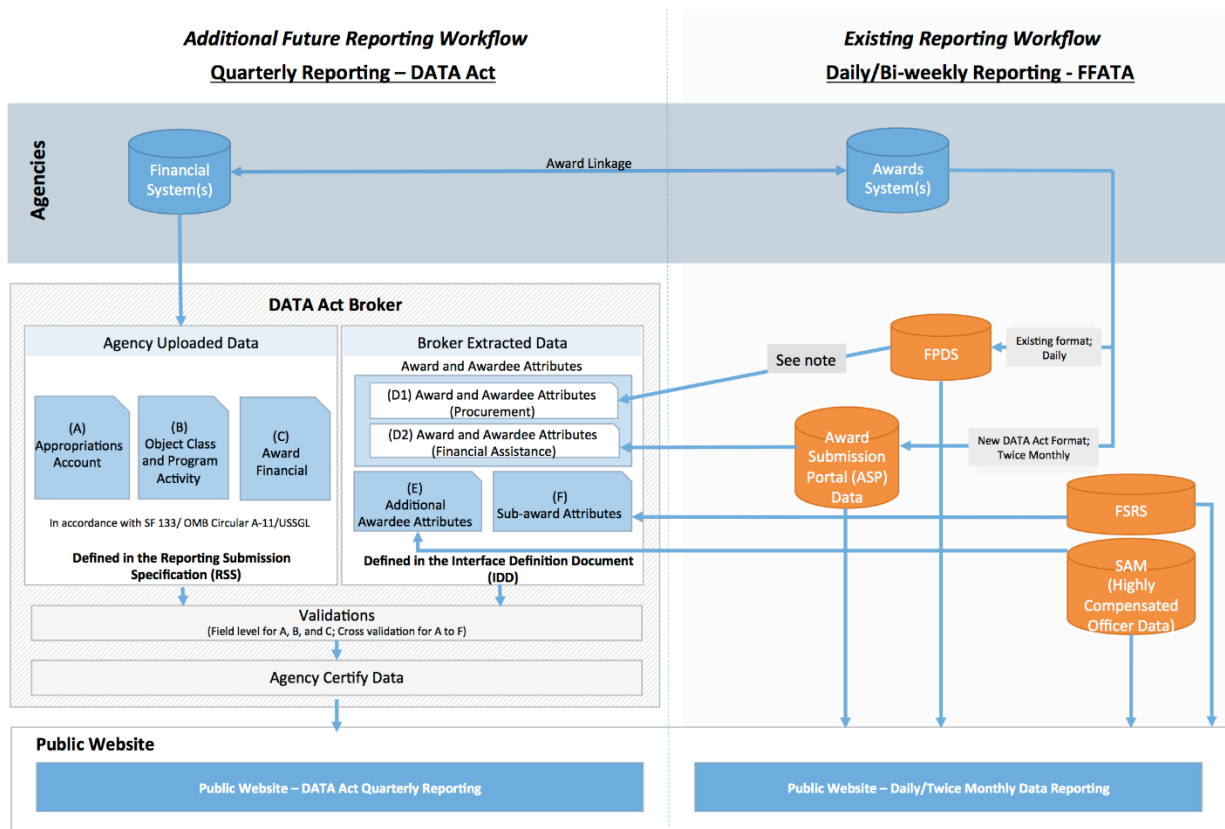 Additional Future Reporting Workflow
Quarterly Reporting – DATA Act
Existing Reporting Workflow
Daily/Bi-weekly Reporting - FFATA
Agencies
Financial
System(s)
Award Linkage
Awards
System(s)
DATA Act Broker
Agency Uploaded Data
(A)
Appropriations
Account
(B)
Object Class
and Program
Activity
(C)
Award
Financial
In accordance with SF 133/ OMB Circular A-11/USSGL
Defined in the Reporting Submission
Specification (RSS)
Broker Extracted Data
Award and Awardee Attributes
(D1) Award and Awardee Attributes
(Procurement)
(D2) Award and Awardee Attributes
(Financial Assistance)
(E)
Additional
Awardee Attributes
(F)
Sub-award Attributes
Defined in the Interface Definition Document
(IDD)
See note
FPDS
Existing format;
Daily
Award
Submission
Portal (ASP)
Data
New DATA Act Format;
Twice Monthly
FSRS
SAM
(Highly
Compensated
Officer Data)
Validations
(Field level for A, B, and C; Cross validation for A to F)
Agency Certify Data
Public Website
Public Website – DATA Act Quarterly Reporting
Public Website – Daily/Twice Monthly Data Reporting